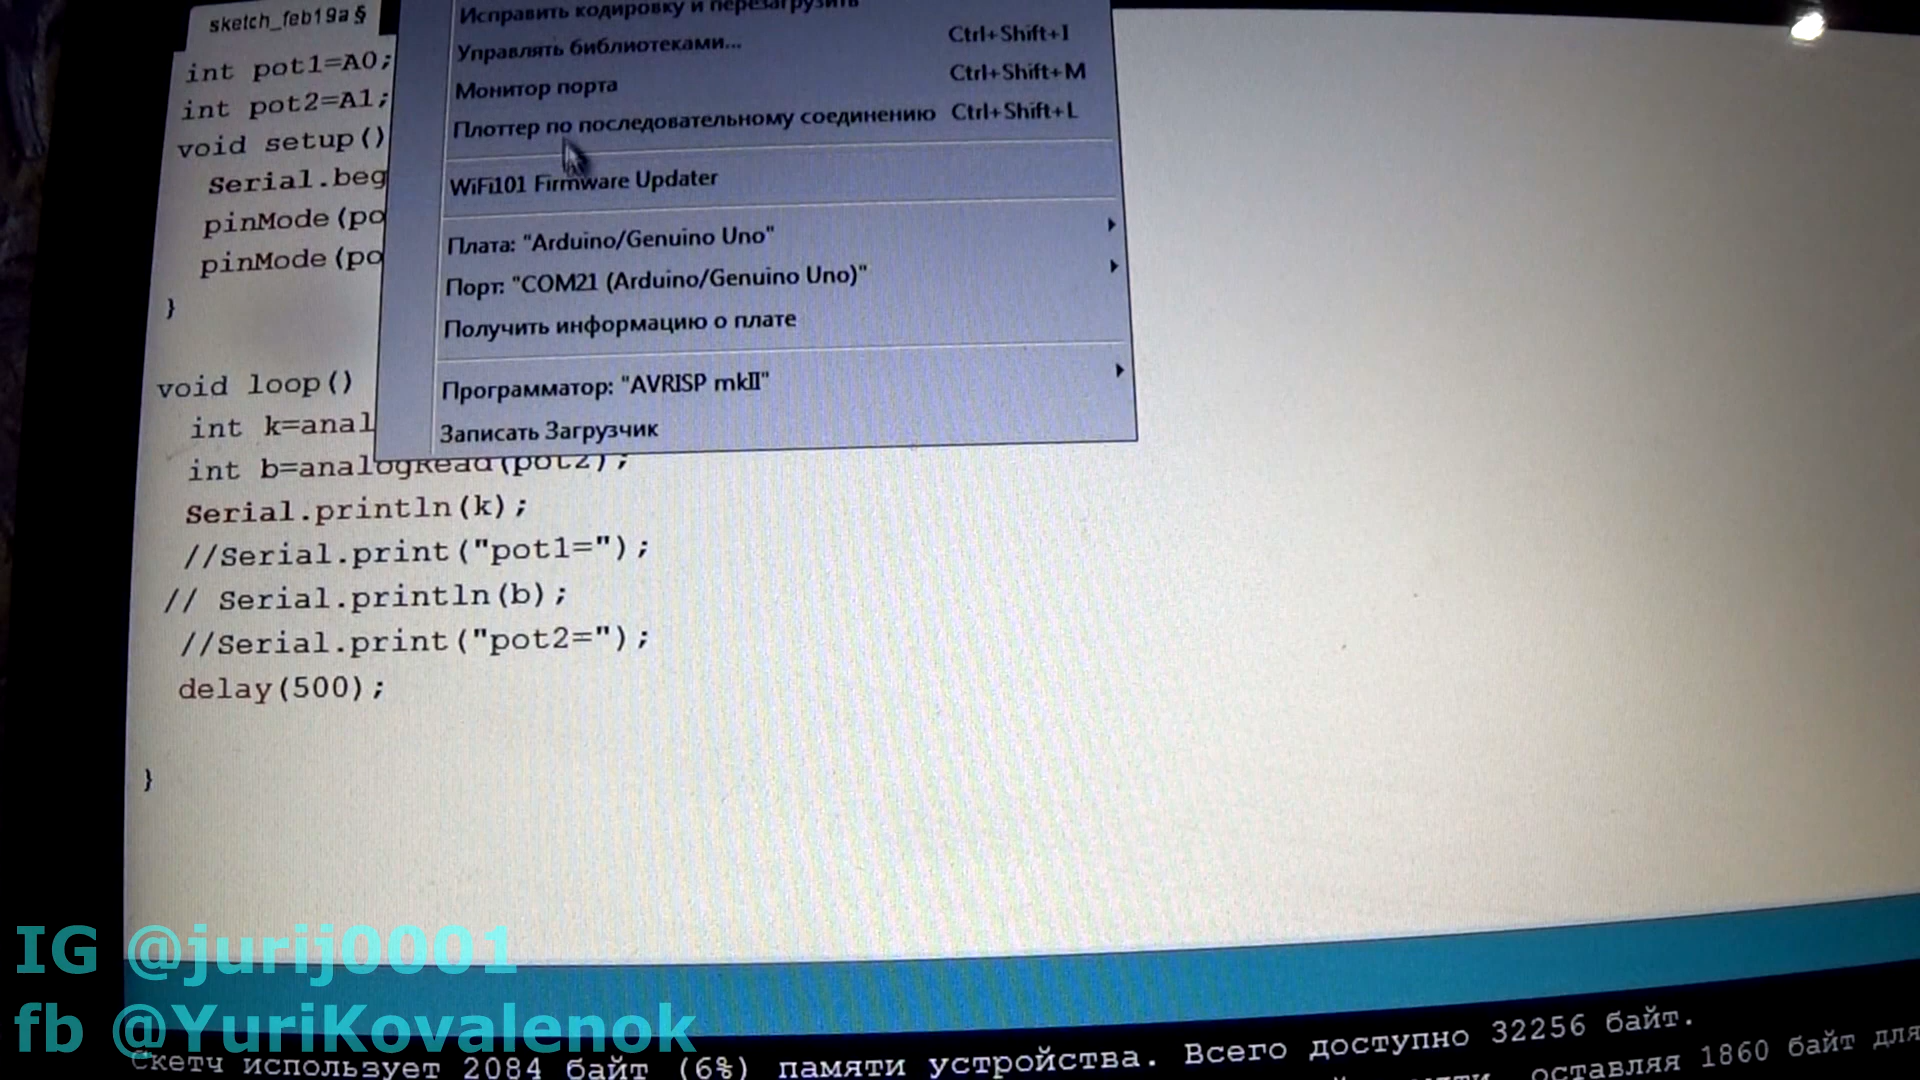 sketch_feb19a §
int pot1=A0;
int pot2=A1;
void setup()
Serial.beg
pinMode(po
pinMode(po
}
void loop()
int k=anal
int b=analogRead(pot2);
Serial.println(k);
//Serial.print("pot1=");
// Serial.println(b);
//Serial.print("pot2=");
delay(500);
}
Исправить кодировку и перезагрузить
Управлять библиотеками... Ctrl+Shift+I
Монитор порта Ctrl+Shift+M
Плоттер по последовательному соединению Ctrl+Shift+L
WiFi101 Firmware Updater
Плата: "Arduino/Genuino Uno"
Порт: "COM21 (Arduino/Genuino Uno)"
Получить информацию о плате
Программатор: "AVRISP mkII"
Записать Загрузчик
IG @jurij0001
fb @YuriKovalenok
Скетч использует 2084 байт (6%) памяти устройства. Всего доступно 32256 байт.
оставляя 1860 байт для